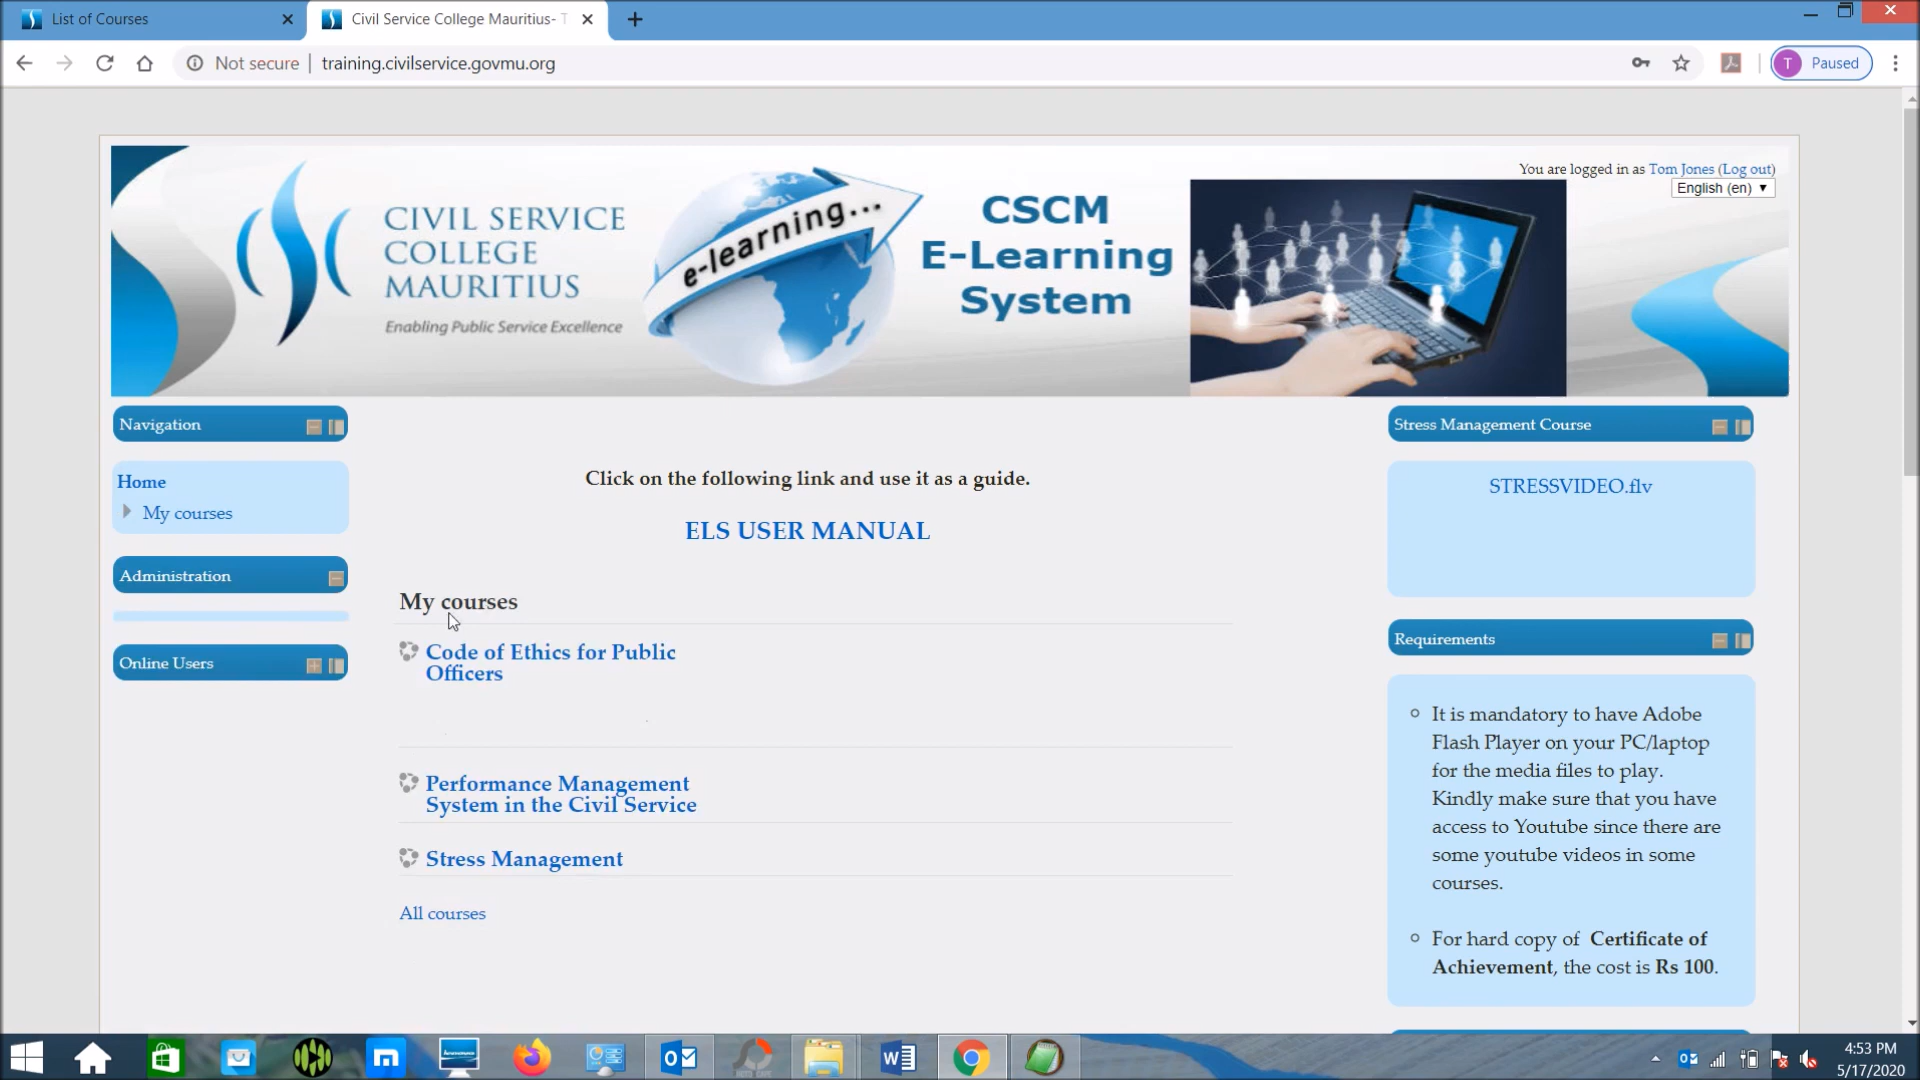 List of Courses
Civil Service College Mauritius- T
Not secure
training.civilservice.govmu.org
T
Paused
You are logged in as Tom Jones (Log out)
English (en)
CIVIL SERVICE
COLLEGE
MAURITIUS
Enabling Public Service Excellence
e-learning...
CSCM
E-Learning
System
Navigation
Home
My courses
Administration
Online Users
Click on the following link and use it as a guide.
ELS USER MANUAL
My courses
Code of Ethics for Public
Officers
Performance Management
System in the Civil Service
Stress Management
All courses
Stress Management Course
STRESSVIDEO.flv
Requirements
It is mandatory to have Adobe
Flash Player on your PC/laptop
for the media files to play.
Kindly make sure that you have
access to Youtube since there are
some youtube videos in some
courses.
For hard copy of Certificate of
Achievement, the cost is Rs 100.
4:53 PM
5/17/2020